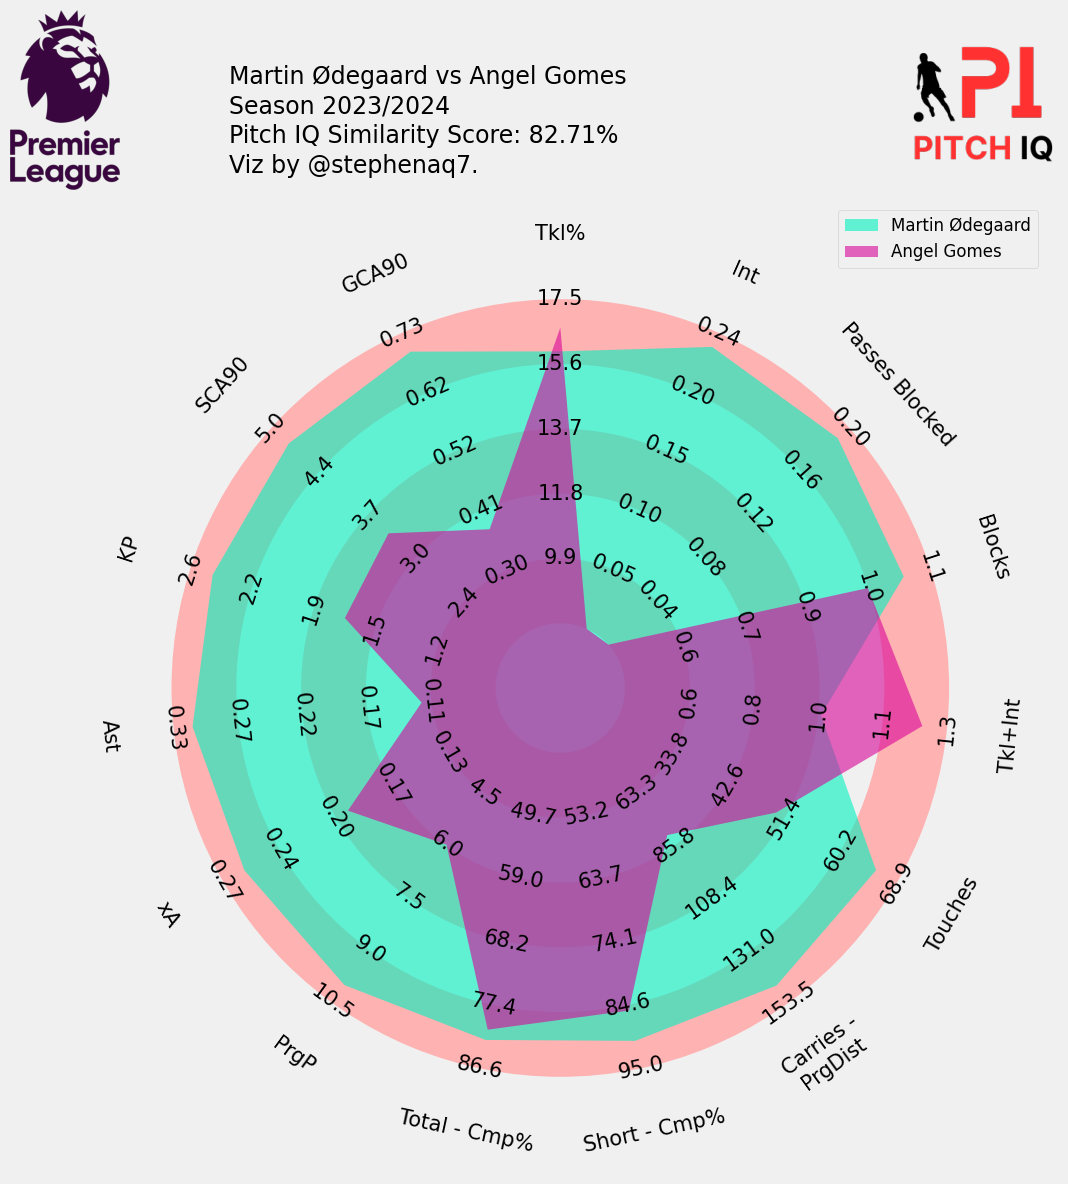 Premier
League
Martin Ødegaard vs Angel Gomes
Season 2023/2024
Pitch IQ Similarity Score: 82.71%
Viz by @stephenaq7.
PI
PITCH IQ
Martin Ødegaard
Angel Gomes
Tkl%
17.5
15.6
13.7
11.8
9.9
Int
0.24
0.20
0.15
0.10
0.05
Passes Blocked
0.20
0.16
0.12
0.08
0.04
Blocks
1.1
1.0
0.9
0.7
0.6
Tkl+Int
1.3
1.1
1.0
0.8
0.6
Touches
68.9
60.2
51.4
42.6
33.8
Carries -
PrgDist
153.5
131.0
108.4
85.8
63.3
Short - Cmp%
95.0
84.6
74.1
63.7
53.2
Total - Cmp%
86.6
77.4
68.2
59.0
49.7
PrgP
10.5
9.0
7.5
6.0
4.5
xA
0.27
0.24
0.20
0.17
0.13
Ast
0.33
0.27
0.22
0.17
0.11
KP
2.6
2.2
1.9
1.5
1.2
SCA90
5.0
4.4
3.7
3.0
2.4
GCA90
0.73
0.62
0.52
0.41
0.30